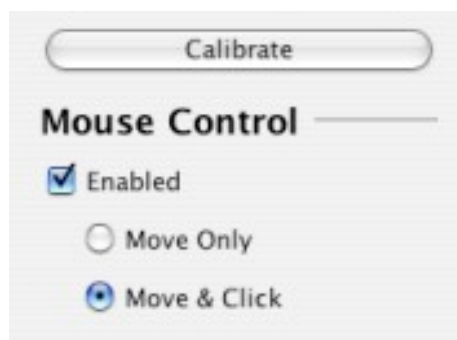 Calibrate
Mouse Control
Enabled
Move Only
Move & Click